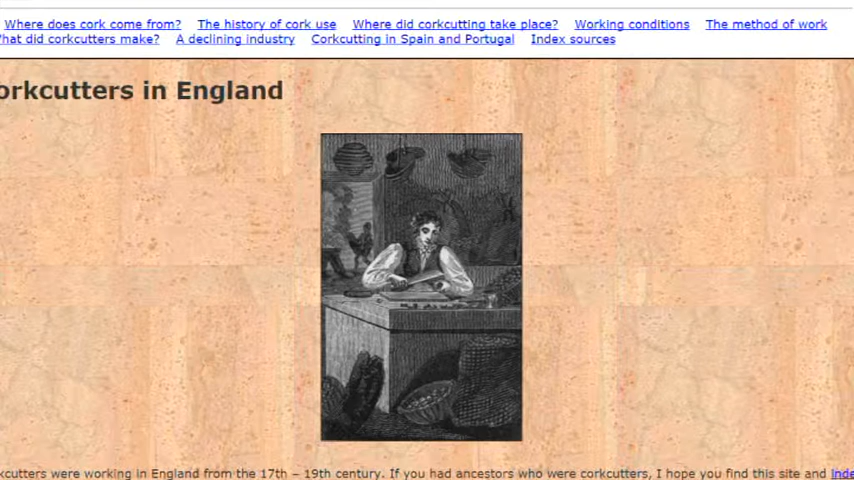 Where does cork come from? The history of cork use Where did corkcutting take place? Working conditions The method of work
What did corkcutters make? A declining industry Corkcutting in Spain and Portugal Index sources
orkcutters in England
kcutters were working in England from the 17th – 19th century. If you had ancestors who were corkcutters, I hope you find this site and inde